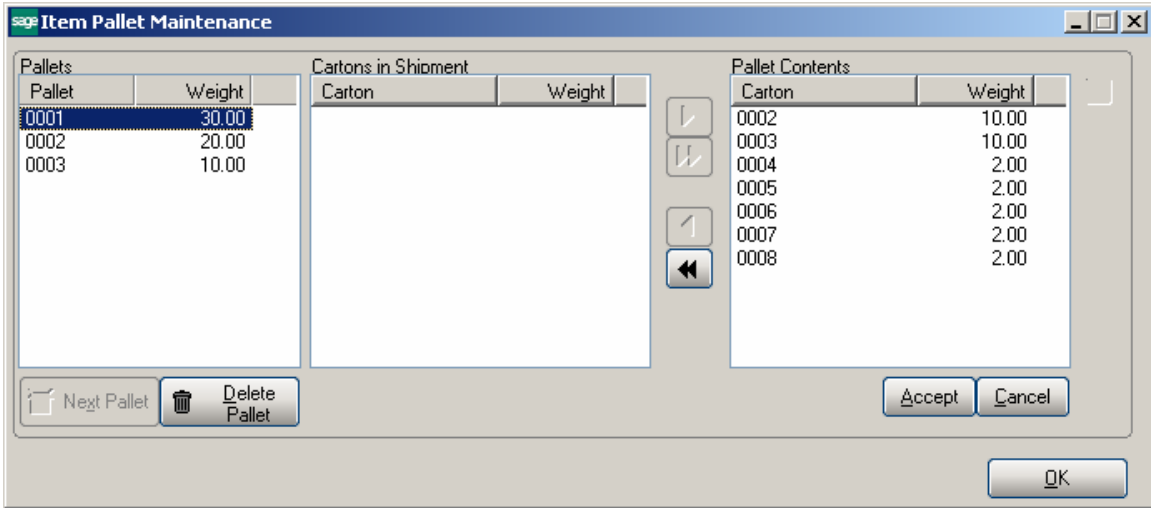 sage Item Pallet Maintenance
Pallets Cartons in Shipment Pallet Contents
Pallet Weight Carton Weight Carton Weight
0001 30.00 0002 10.00
0002 20.00 0003 10.00
0003 10.00 0004 2.00
0005 2.00
0006 2.00
0007 2.00
0008 2.00
Next Pallet Delete Pallet Accept Cancel
OK